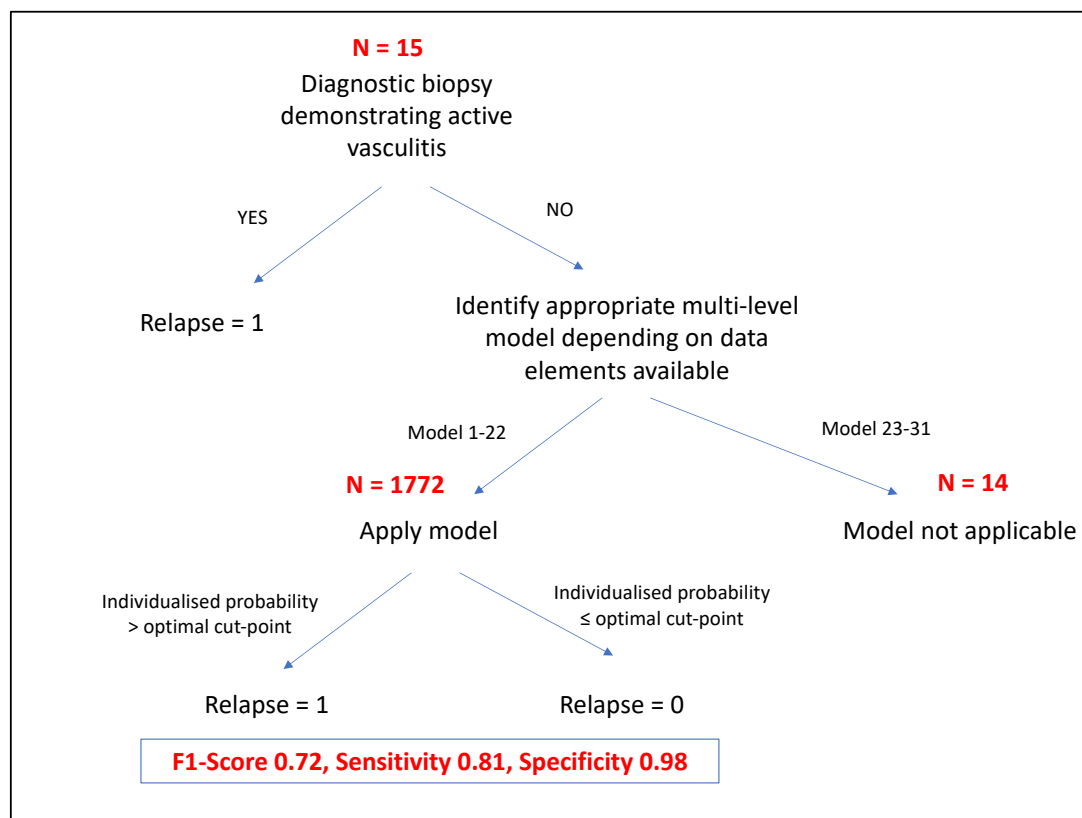 N = 15
Diagnostic biopsy
demonstrating active
vasculitis
YES
NO
Relapse = 1
Identify appropriate multi-level
model depending on data
elements available
Model 1-22
Model 23-31
N = 1772
N = 14
Apply model
Model not applicable
Individualised probability
> optimal cut-point
Individualised probability
≤ optimal cut-point
Relapse = 1
Relapse = 0
F1-Score 0.72, Sensitivity 0.81, Specificity 0.98